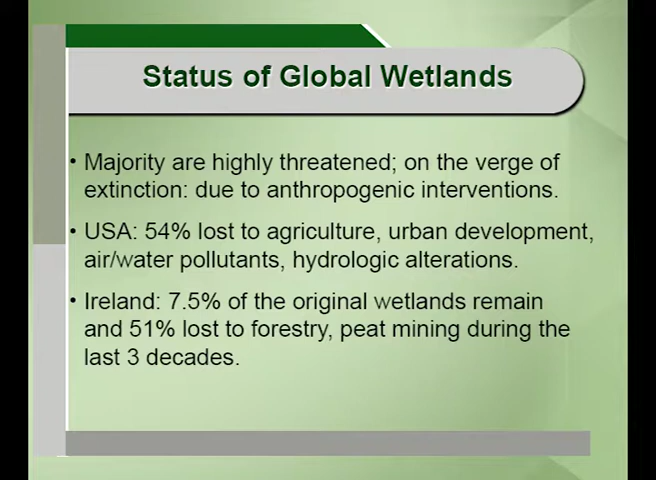 Status of Global Wetlands
• Majority are highly threatened; on the verge of
extinction: due to anthropogenic interventions.
• USA: 54% lost to agriculture, urban development,
air/water pollutants, hydrologic alterations.
• Ireland: 7.5% of the original wetlands remain
and 51% lost to forestry, peat mining during the
last 3 decades.